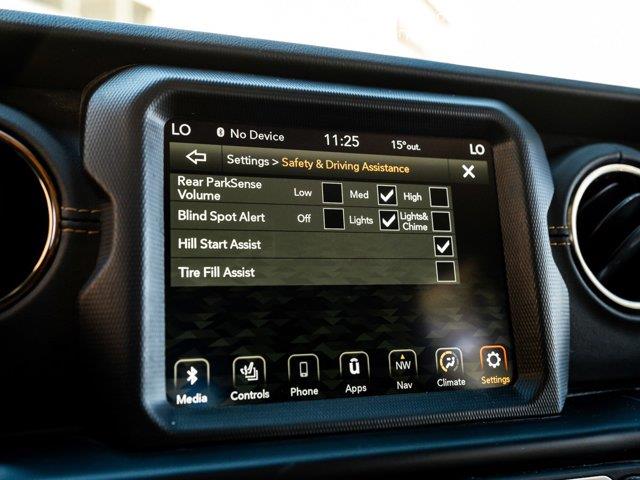 LO No Device 11:25 15°out. LO
Settings > Safety & Driving Assistance
Rear ParkSense Volume Low Med High
Blind Spot Alert Off Lights Lights& Chime
Hill Start Assist
Tire Fill Assist
NW
Media Controls Phone Apps Nav Climate Settings